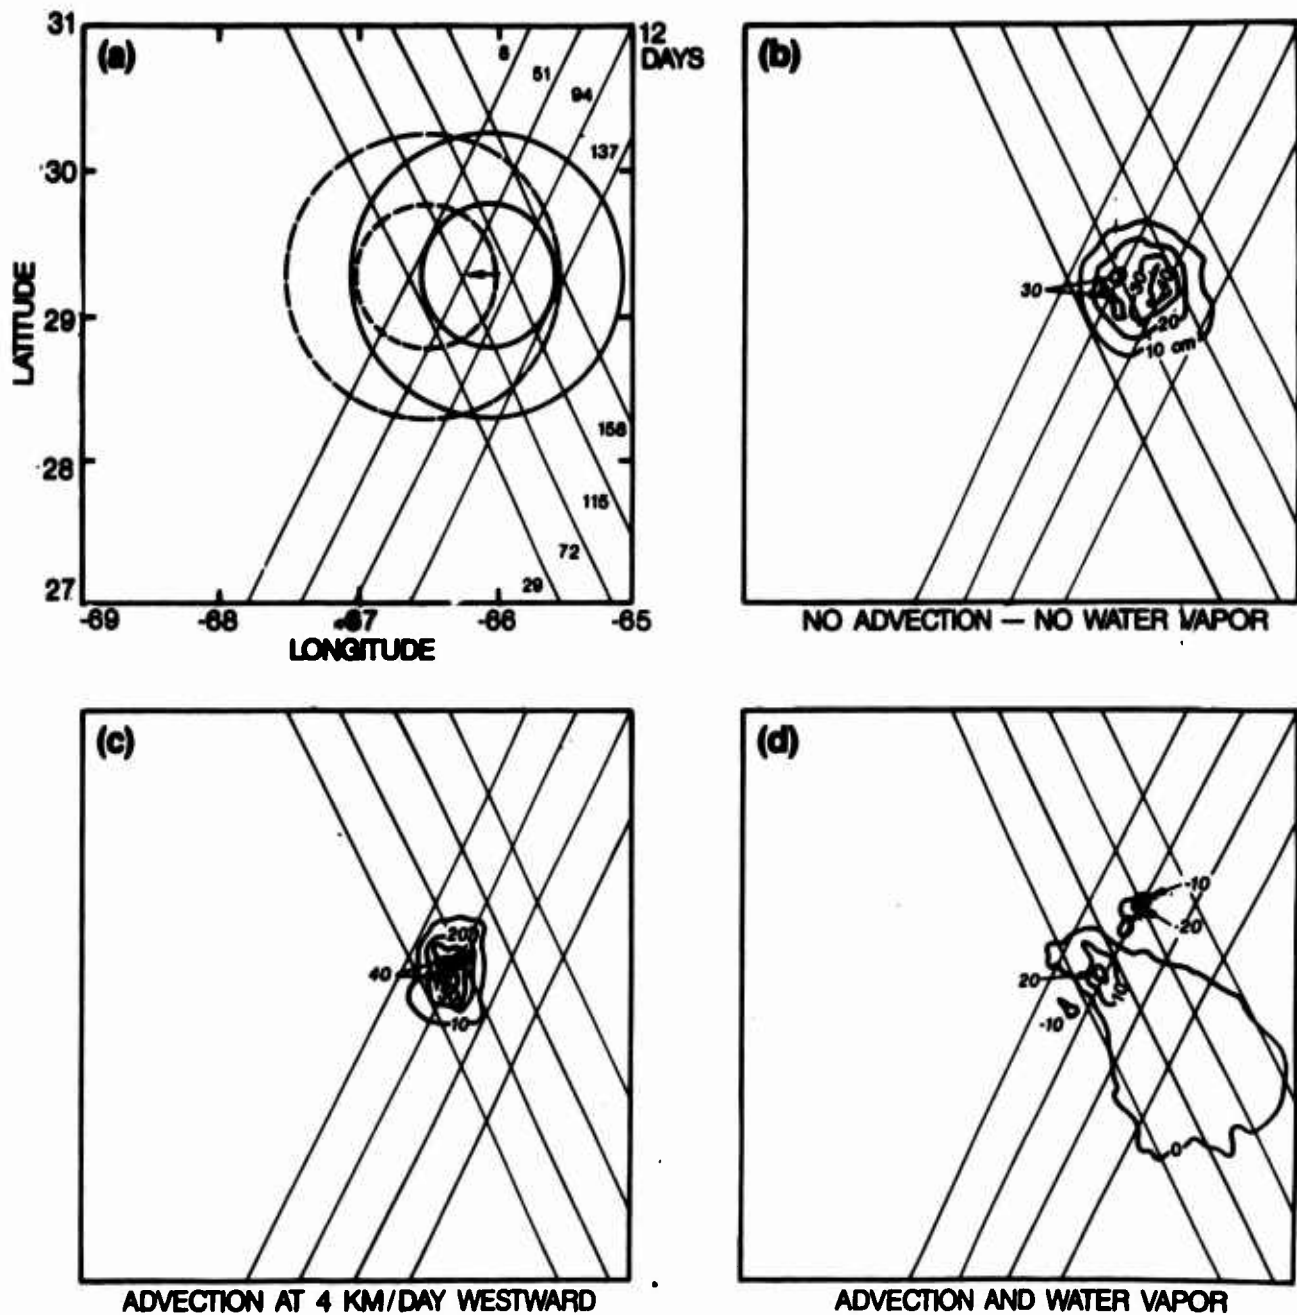 31
(a)
8
12
DAYS
51
94
30
137
LATITUDE
29
158
28
115
72
27
29
-69
-68
-67
-66
-65
LONGITUDE
(b)
30
20
10 cm
NO ADVECTION — NO WATER VAPOR
(c)
20
40
10
ADVECTION AT 4 KM/DAY WESTWARD
(d)
-10
-20
20
10
-10
0
ADVECTION AND WATER VAPOR